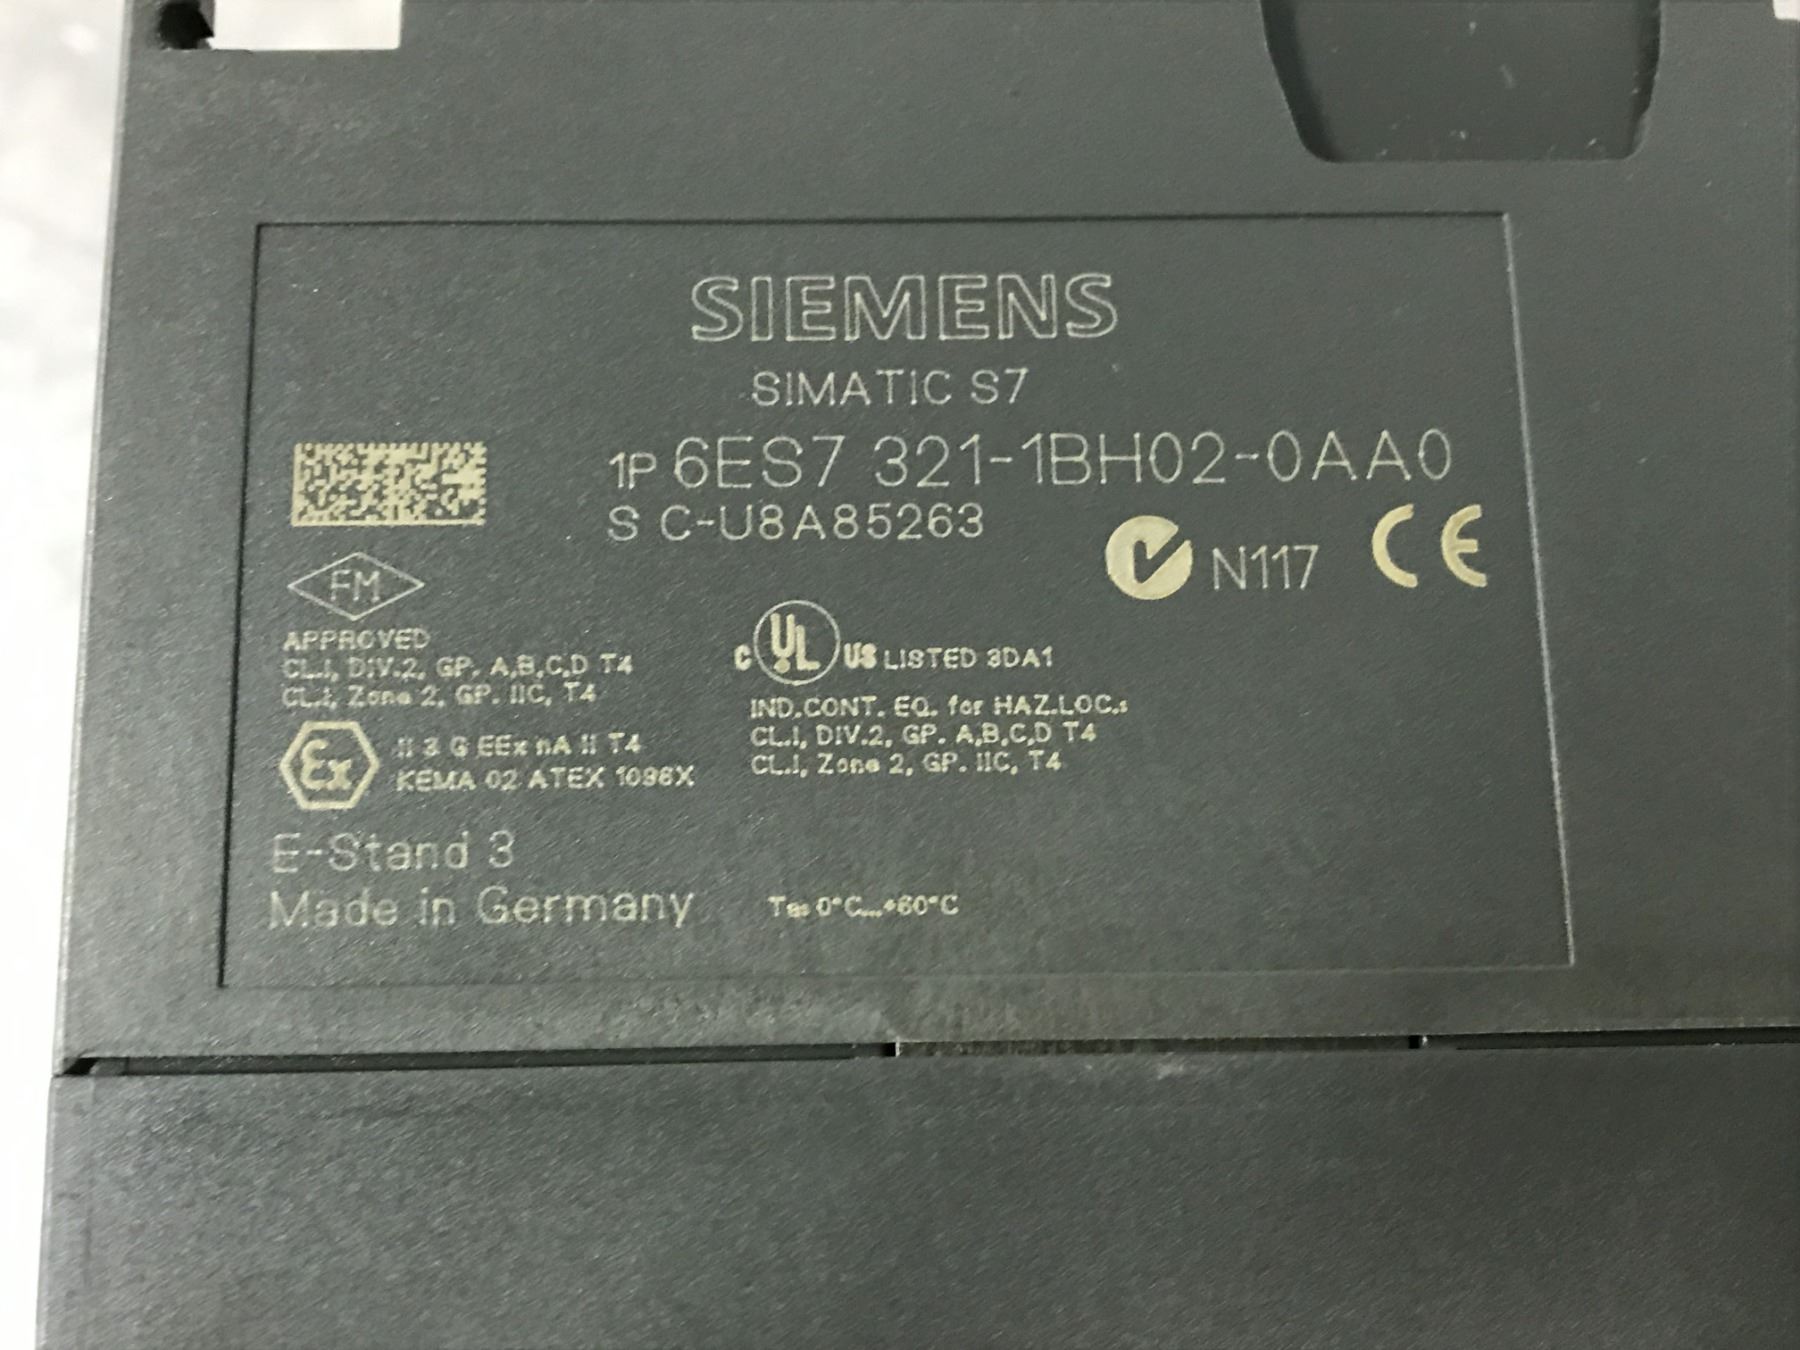 SIEMENS
SIMATIC S7
1P 6ES7 321-1BH02-0AA0
S C-U8A85263
N117 CE
FM
APPROVED
CL.I, DIV.2, GP. A,B,C,D T4
CL.I, Zone 2, GP. IIC, T4
C UL US LISTED 3DA1
IND.CONT. EQ. for HAZ.LOC.s
CL.I, DIV.2, GP. A,B,C,D T4
CL.I, Zone 2, GP. IIC, T4
Ex II 3 G EEx nA II T4
KEMA 02 ATEX 1096X
E-Stand 3
Made in Germany
Ta: 0°C...+60°C